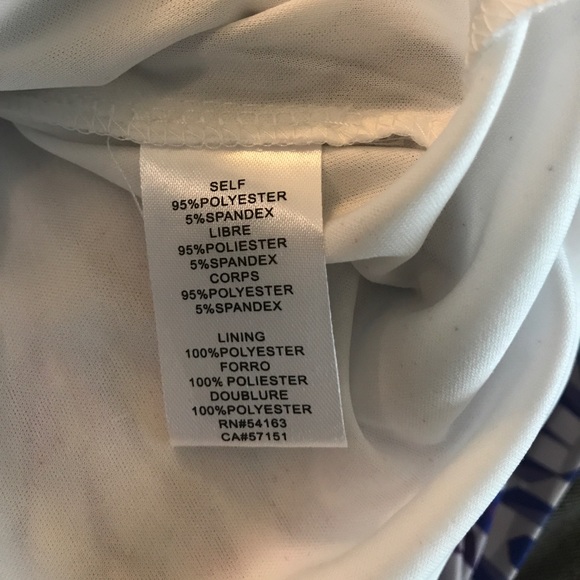 SELF
95%POLYESTER
5%SPANDEX
LIBRE
95%POLIESTER
5%SPANDEX
CORPS
95%POLYESTER
5%SPANDEX
LINING
100%POLYESTER
FORRO
100% POLIESTER
DOUBLURE
100%POLYESTER
RN#54163
CA#57151